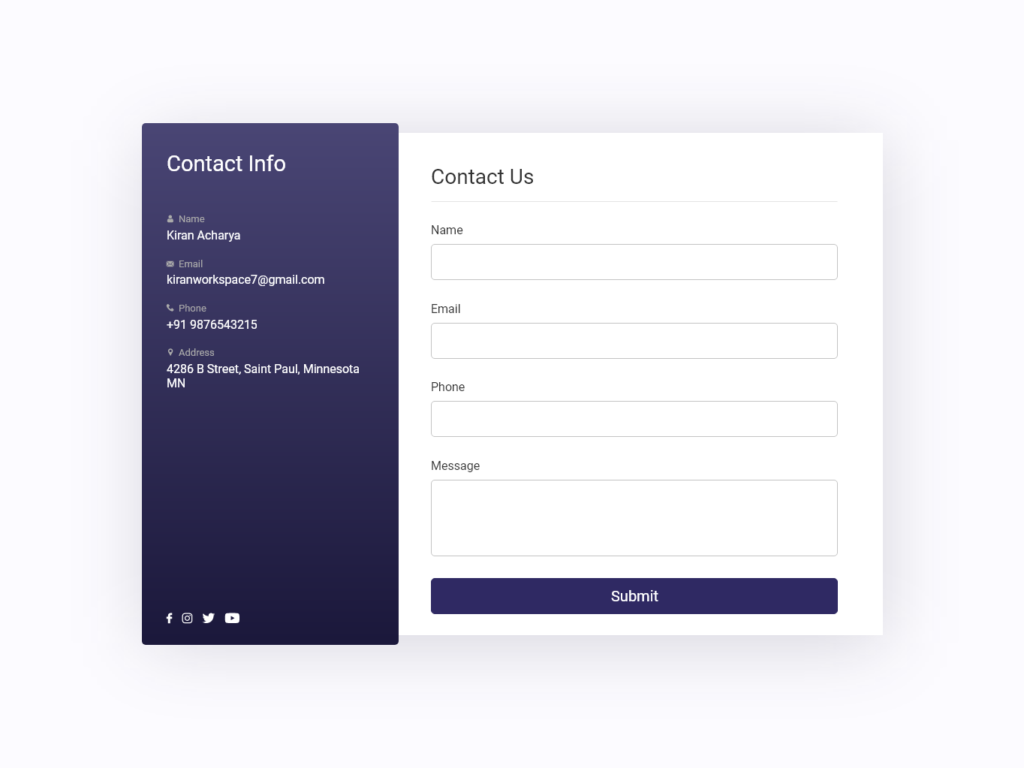 Contact Info
Name
Kiran Acharya
Email
kiranworkspace7@gmail.com
Phone
+91 9876543215
Address
4286 B Street, Saint Paul, Minnesota
MN
Contact Us
Name
Email
Phone
Message
Submit